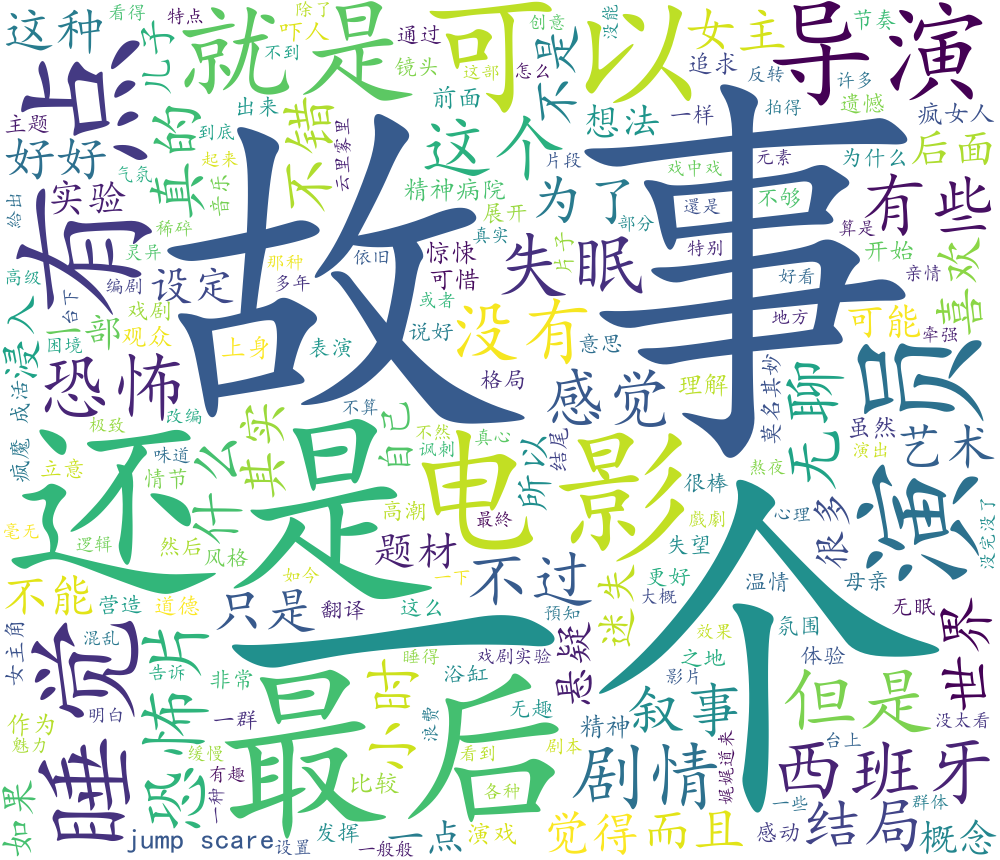 这种
看得
特点
除了
吓人
儿子
不到
就是
通过
镜头
可以
这部
怎么
创意
没能
不是
女主
追求
反转
节奏
许多
导演
有点
主题
好好
实验
真的
出来
到底
不错
云里雾里
前面
这个
片段
想法
一样
拍得
遗憾
疯女人
为什么
后面
气氛
起来
音乐
给出
稀碎
灵异
故事
精神病院
展开
真实
为了
片子
部分
戏中戏
元素
還是
不够
特别
有些
算是
开始
喜欢
高级
编剧
设定
那种
多年
依旧
惊悚
可惜
失眠
好看
亲情
浸入
台下
一部
戏剧
观众
困境
上身
表演
或者
说好
没有
意思
地方
可能
牵强
恐怖
格局
感觉
理解
莫名其妙
无聊
演员
成活
改编
极致
不算
不然
讽刺
自己
真心
结尾
所以
虽然
艺术
演出
疯魔
味道
立意
情节
什么
其实
还是
电影
一个
很棒
熬夜
很多
高潮
毫无
逻辑
然后
风格
最终
题材
戲劇
失望
心理
没完没了
如今
一下
不过
迷失
更好
大概
温情
母亲
不能
营造
道德
只是
翻译
这么
預知
无眠
女主角
混乱
觉
恐怖片
告诉
睡得
戏剧实验
悬疑
效果
之地
氛围
体验
世界
明白
非常
最后
小时
浴缸
无趣
影片
叙事
但是
作为
魅力
一群
浪费
精神
没太看
睡
缓慢
有趣
比较
看到
剧本
各种
剧情
娓娓道来
台上
西班牙
如果
一种
jump scare
设置
发挥
一般般
一点
演戏
觉得
而且
一些
感动
结局
群体
概念